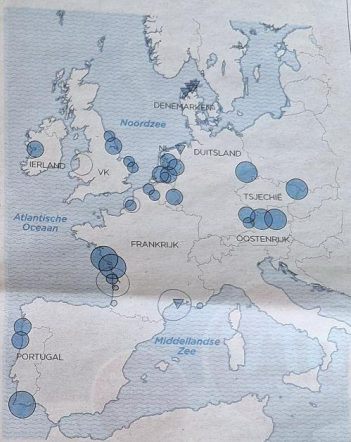 DENEMARKEN
Noordzee
NL
DUITSLAND
IERLAND
VK
TSJECHIË
Atlantische
Oceaan
FRANKRIJK
OOSTENRIJK
Middellandse
Zee
PORTUGAL